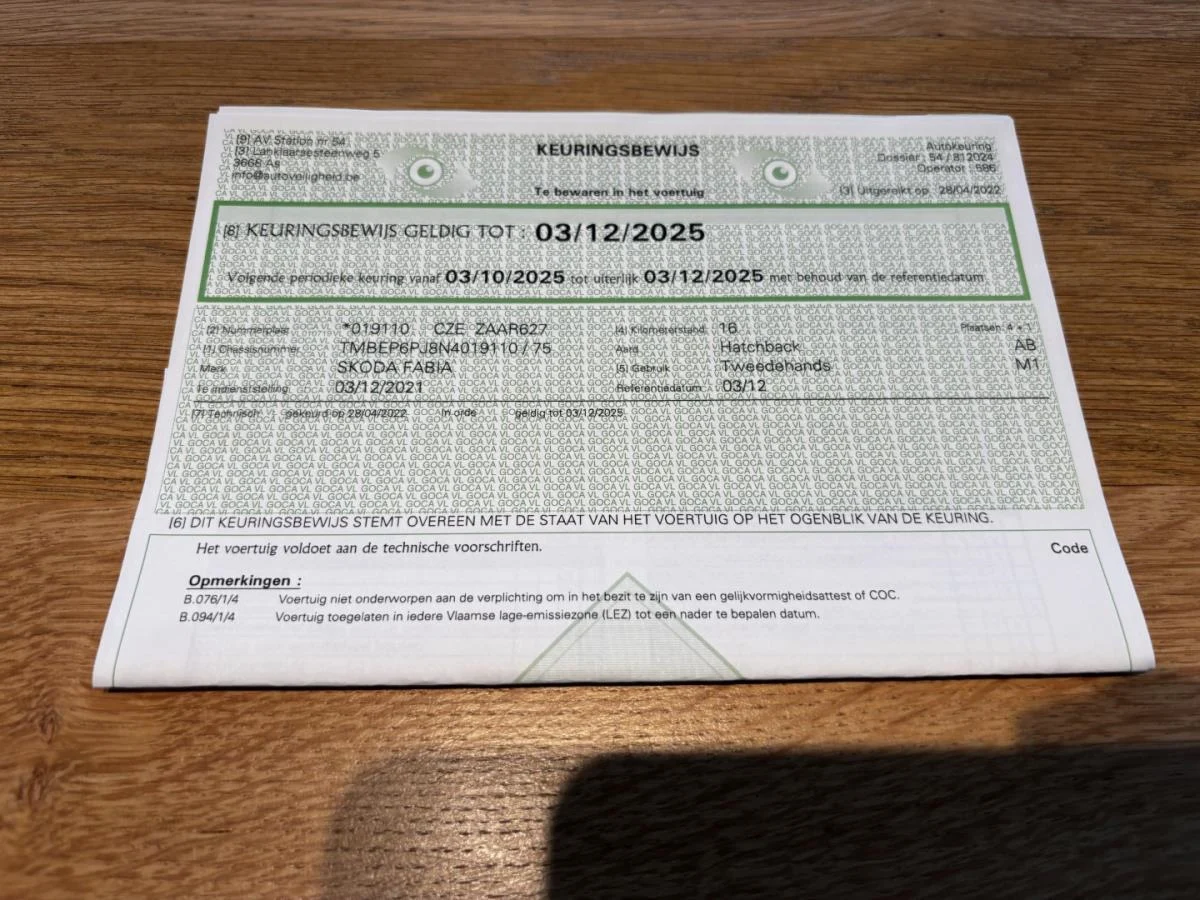 [9] AV Station nr 54
[3] Lanklaarsesteenweg 5
3668 As
info@autoveiligheid.be
KEURINGSBEWIJS
Te bewaren in het voertuig
Autokeuring
Dossier : 54 / 812024
Operator : 586
[3] Uitgereikt op 28/04/2022
[8] KEURINGSBEWIJS GELDIG TOT : 03/12/2025
Volgende periodieke keuring vanaf 03/10/2025 tot uiterlijk 03/12/2025 met behoud van de referentiedatum
[2] Nummerplaat *019110 CZE ZAAR627 [4] Kilometerstand 16 Plaatsen: 4 + 1
[1] Chassisnummer TMBEP6PJ8N4019110 / 75 Aard Hatchback AB
Merk SKODA FABIA [5] Gebruik Tweedehands M1
1e indienststelling 03/12/2021 Referentiedatum 03/12
[7] Technisch gekeurd op 28/04/2022 In orde geldig tot 03/12/2025
[6] DIT KEURINGSBEWIJS STEMT OVEREEN MET DE STAAT VAN HET VOERTUIG OP HET OGENBLIK VAN DE KEURING.
Het voertuig voldoet aan de technische voorschriften. Code
Opmerkingen :
B.076/1/4 Voertuig niet onderworpen aan de verplichting om in het bezit te zijn van een gelijkvormigheidsattest of COC.
B.094/1/4 Voertuig toegelaten in iedere Vlaamse lage-emissiezone (LEZ) tot een nader te bepalen datum.